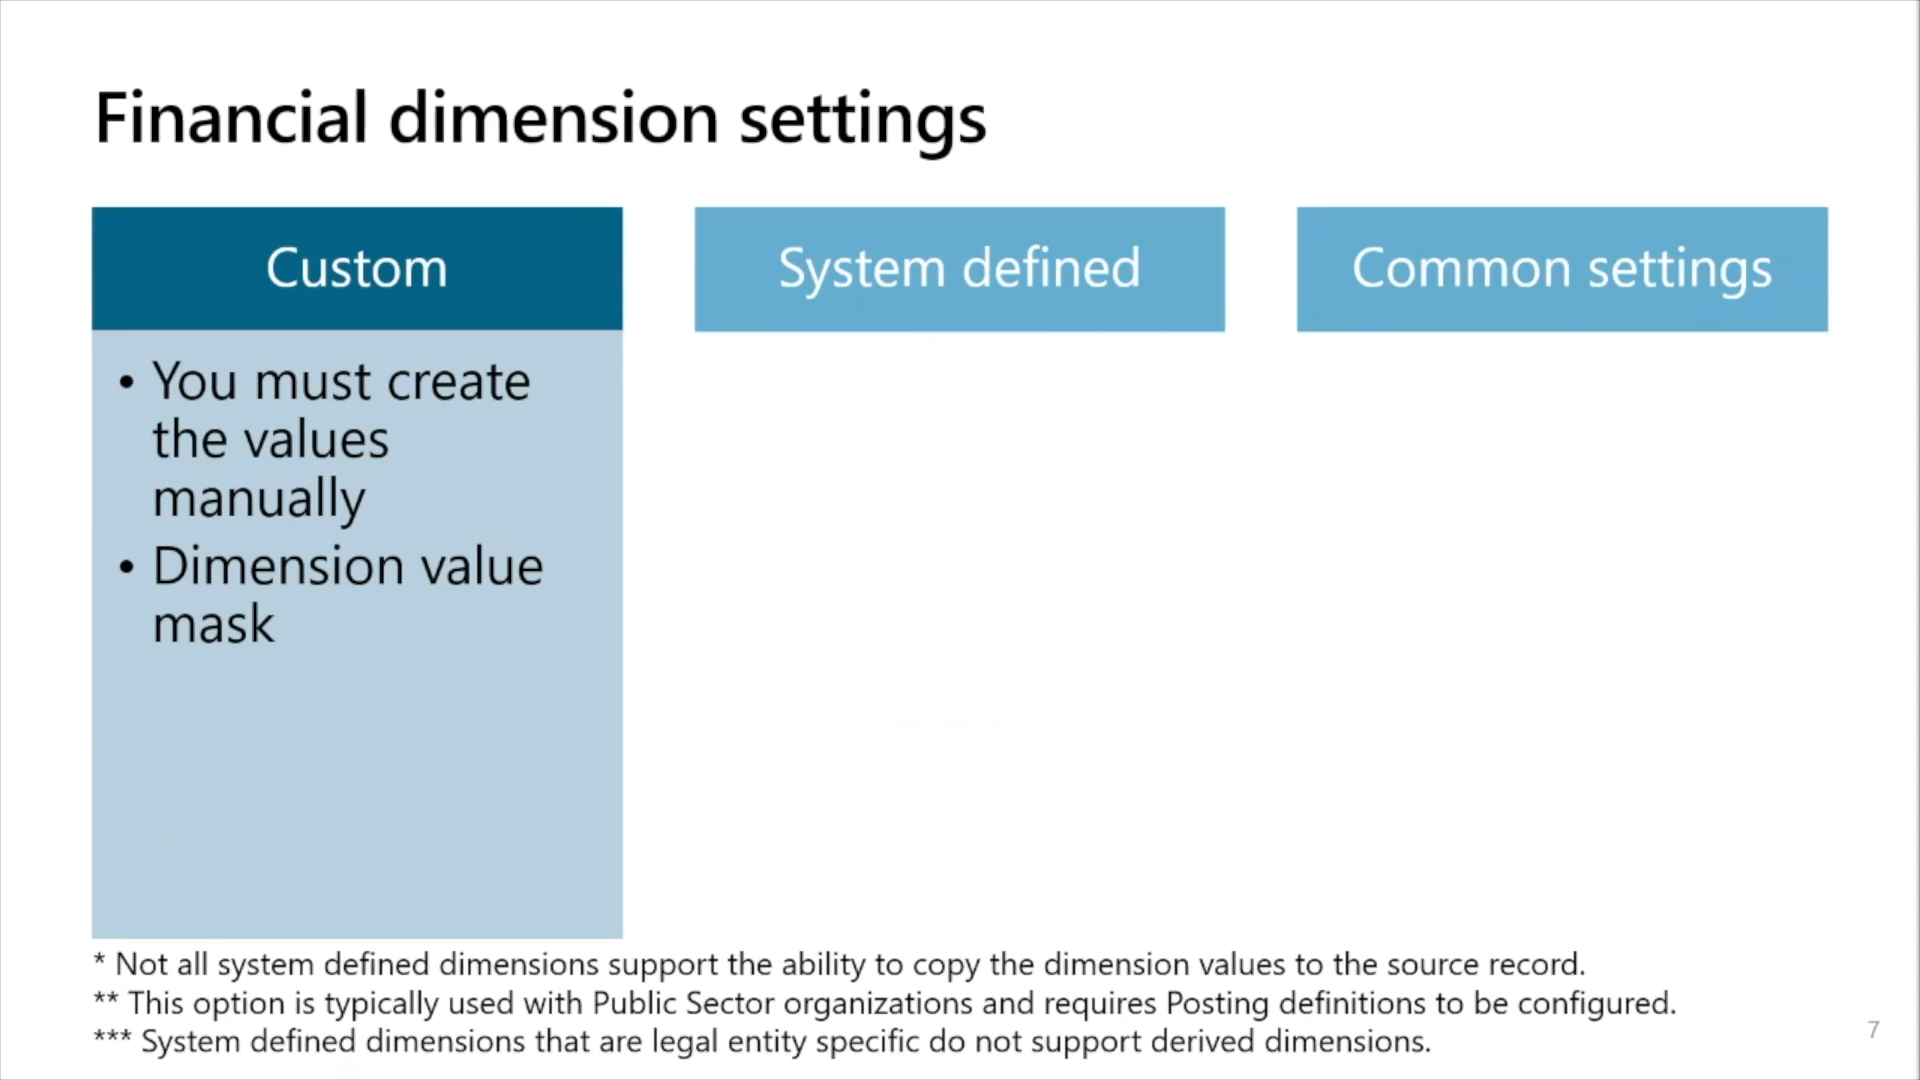 Financial dimension settings
Custom
• You must create
the values
manually
• Dimension value
mask
System defined
Common settings
* Not all system defined dimensions support the ability to copy the dimension values to the source record.
** This option is typically used with Public Sector organizations and requires Posting definitions to be configured.
*** System defined dimensions that are legal entity specific do not support derived dimensions.
7